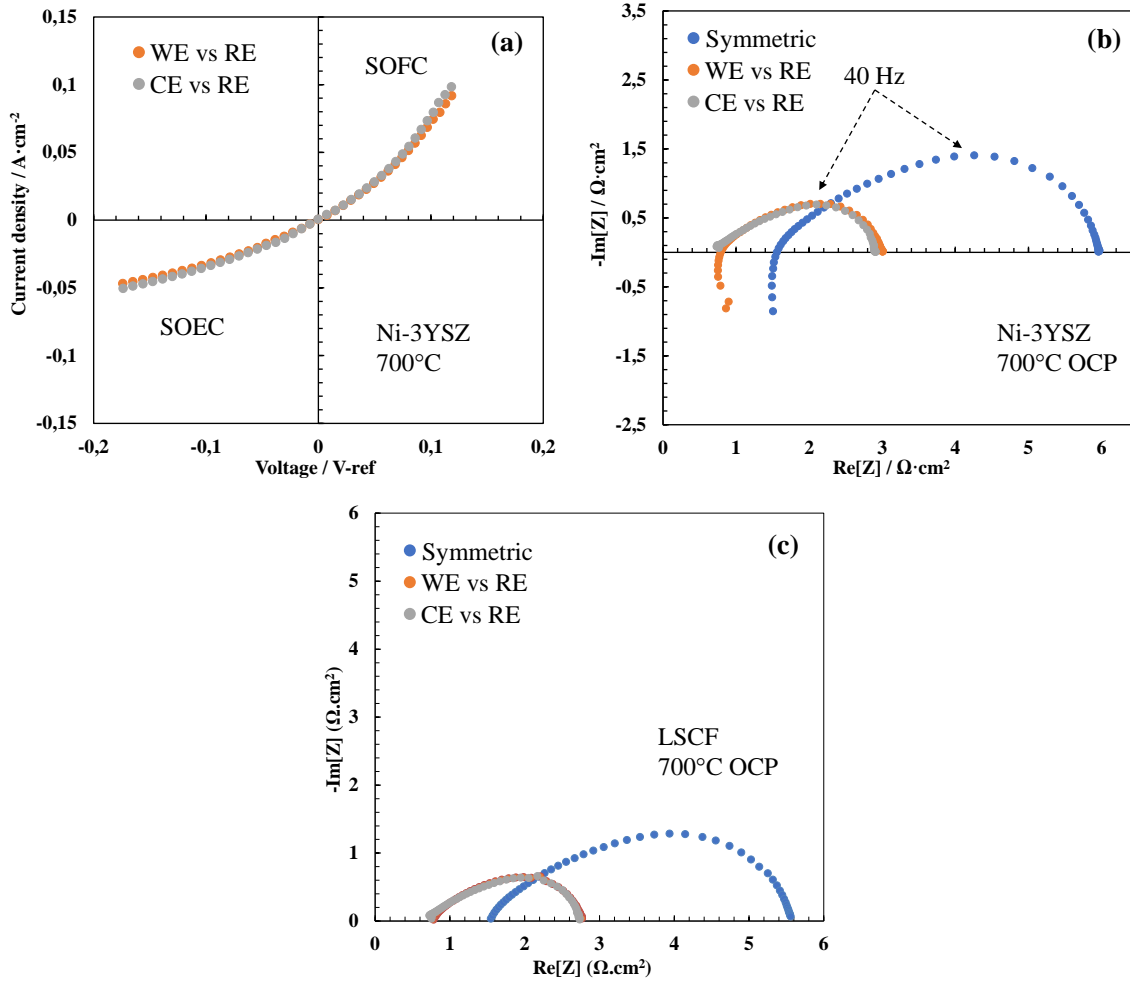 (a)
WE vs RE
CE vs RE
SOFC
SOEC
Ni-3YSZ
700°C
Current density / A·cm-2
0,15
0,1
0,05
0
-0,05
-0,1
-0,15
-0,2
-0,1
0
0,1
0,2
Voltage / V-ref
(b)
Symmetric
WE vs RE
CE vs RE
40 Hz
Ni-3YSZ
700°C OCP
-Im[Z] / Ω·cm²
3,5
2,5
1,5
0,5
-0,5
-1,5
-2,5
0
1
2
3
4
5
6
Re[Z] / Ω·cm²
(c)
Symmetric
WE vs RE
CE vs RE
LSCF
700°C OCP
-Im[Z] (Ω.cm²)
6
5
4
3
2
1
0
0
1
2
3
4
5
6
Re[Z] (Ω.cm²)